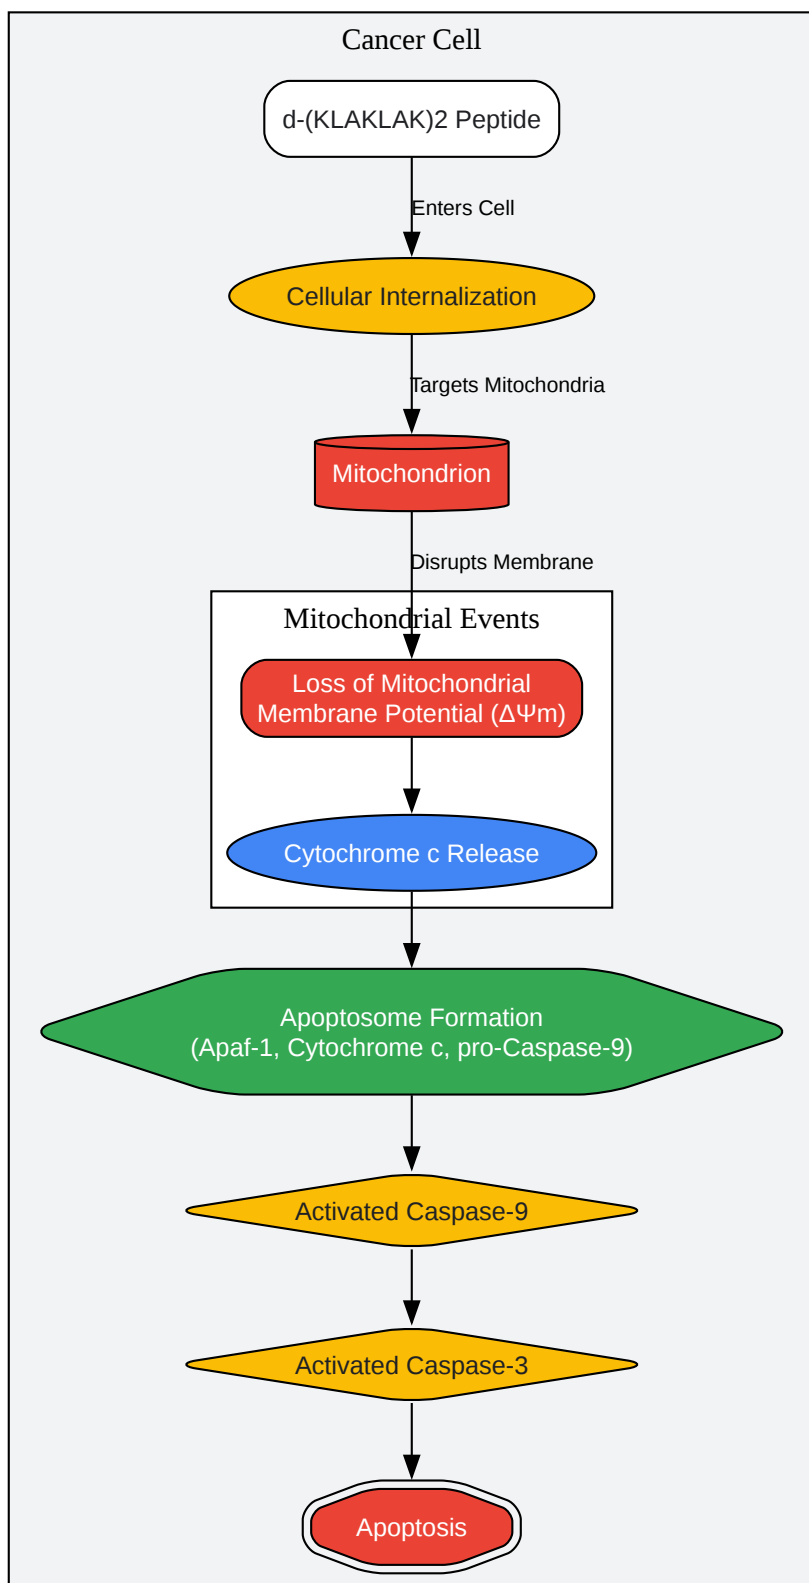 Cancer Cell
d-(KLAKLAK)2 Peptide
Enters Cell
Cellular Internalization
Targets Mitochondria
Mitochondrion
Disrupts Membrane
Mitochondrial Events
Loss of Mitochondrial
Membrane Potential (ΔΨm)
Cytochrome c Release
Apoptosome Formation
(Apaf-1, Cytochrome c, pro-Caspase-9)
Activated Caspase-9
Activated Caspase-3
Apoptosis